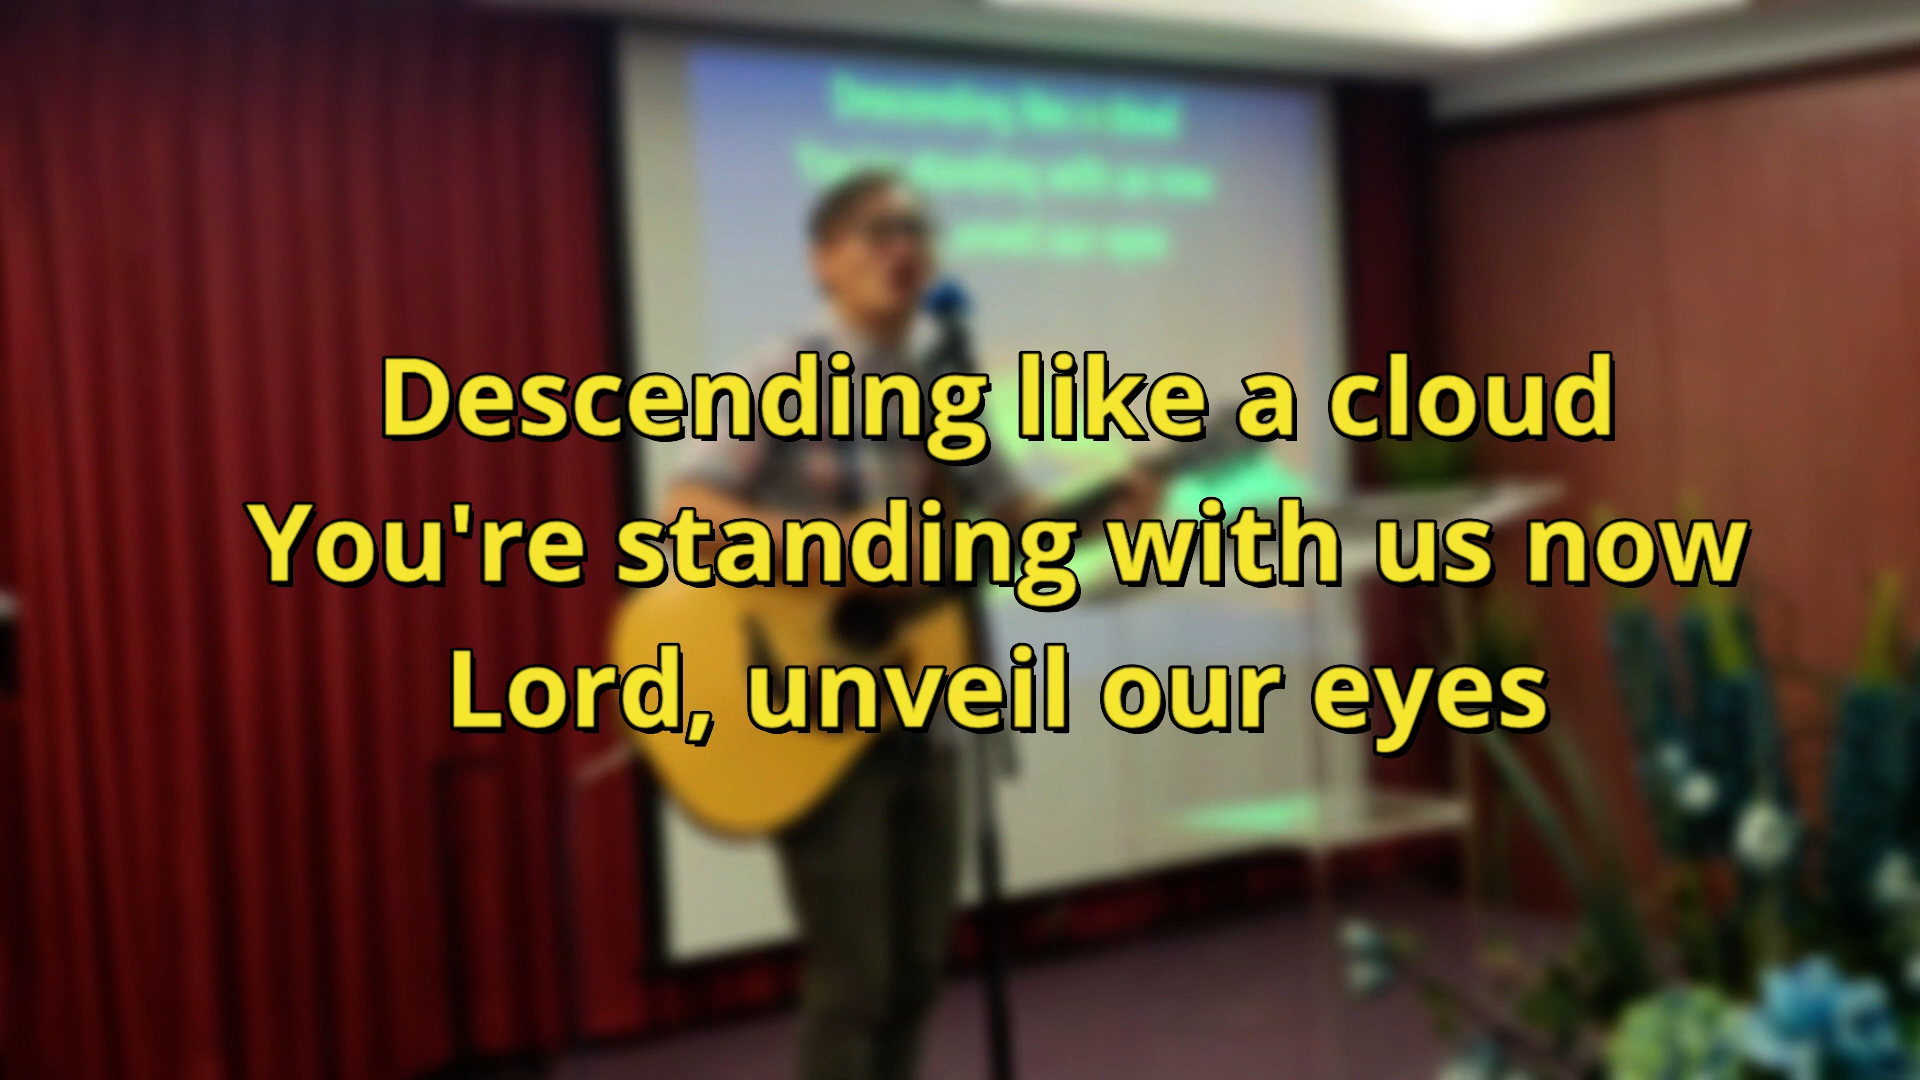 Descending like a cloud
You're standing with us now
Lord, unveil our eyes